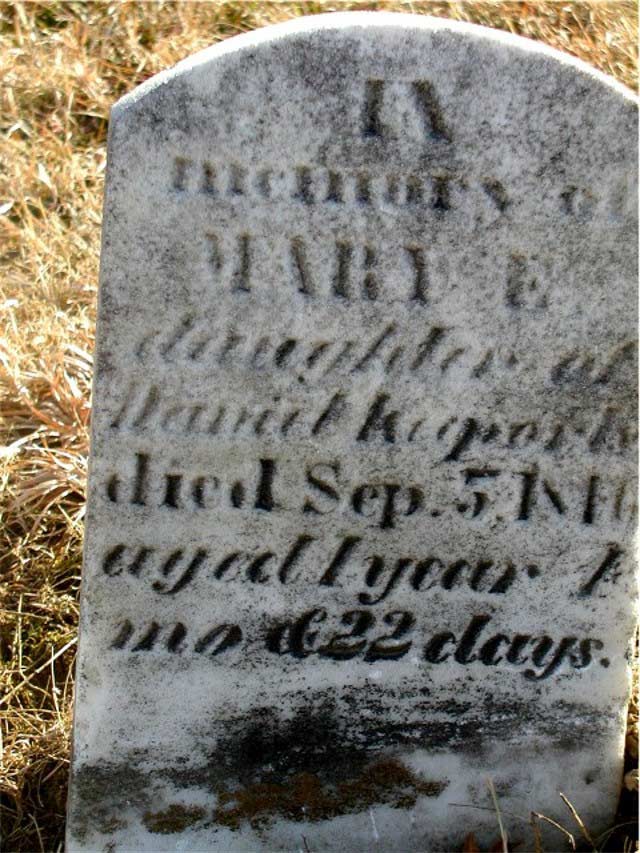 IN
memory of
MARY E.
daughter of
Daniel
died Sep. 5, 
aged 1 year
mo & 22 days.